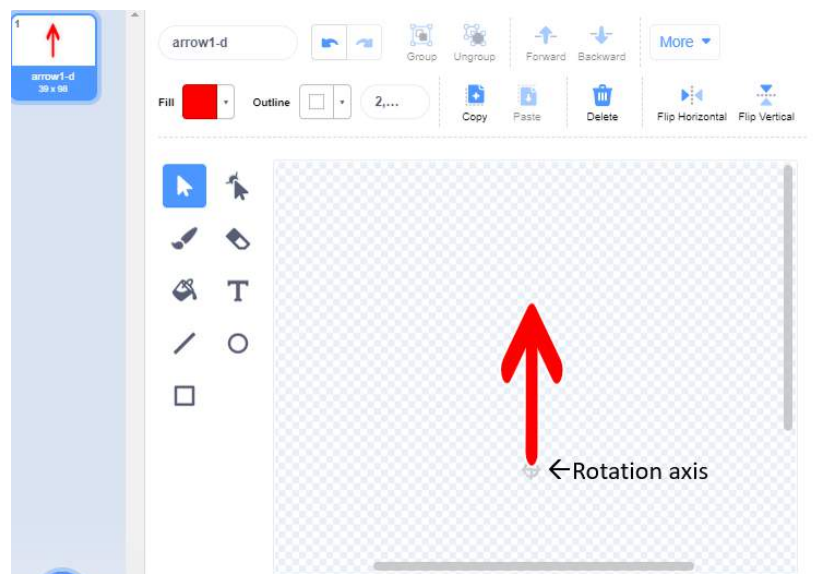 1
arrow1-d
39 x 98
arrow1-d
Group
Ungroup
Forward
Backward
More
Fill
Outline
2,...
Copy
Paste
Delete
Flip Horizontal
Flip Vertical
T
←Rotation axis